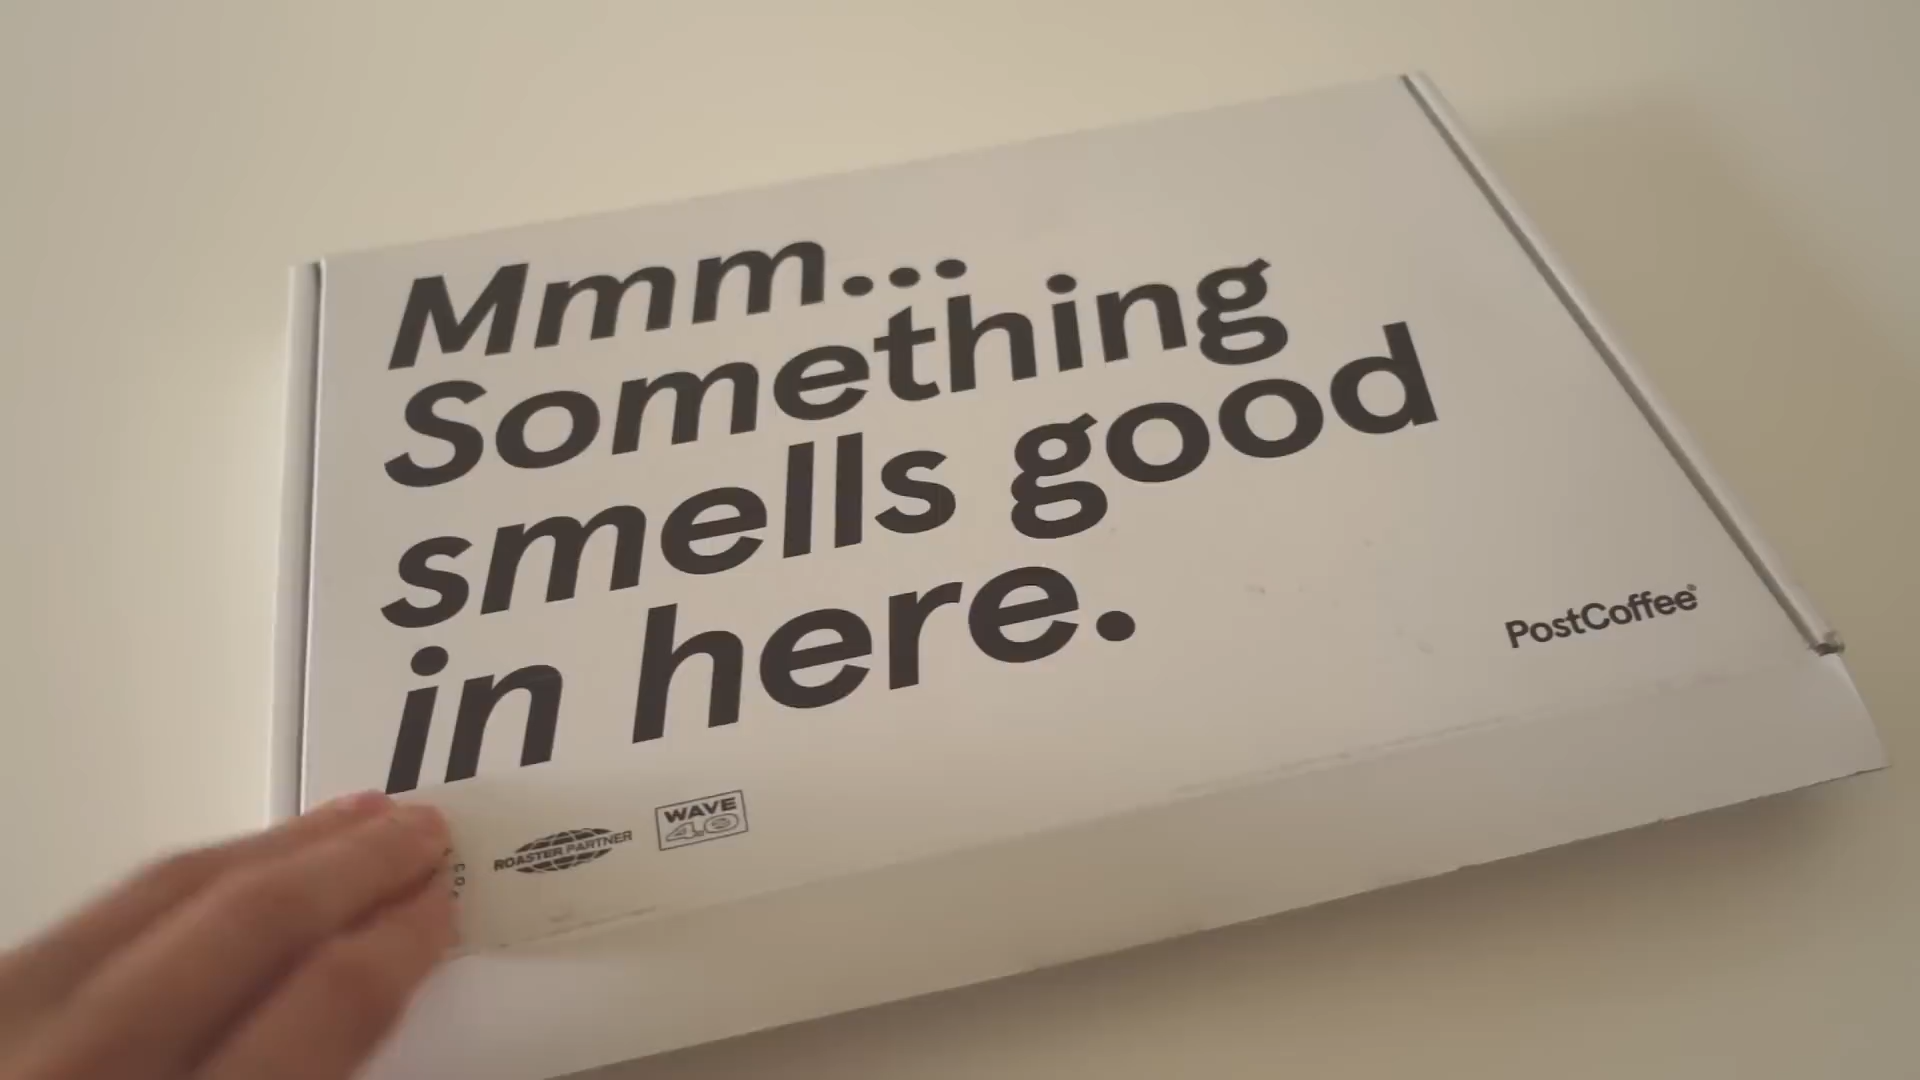 Mmm...
Something
smells good
in here.
PostCoffee
ROASTER PARTNER
WAVE
4.0